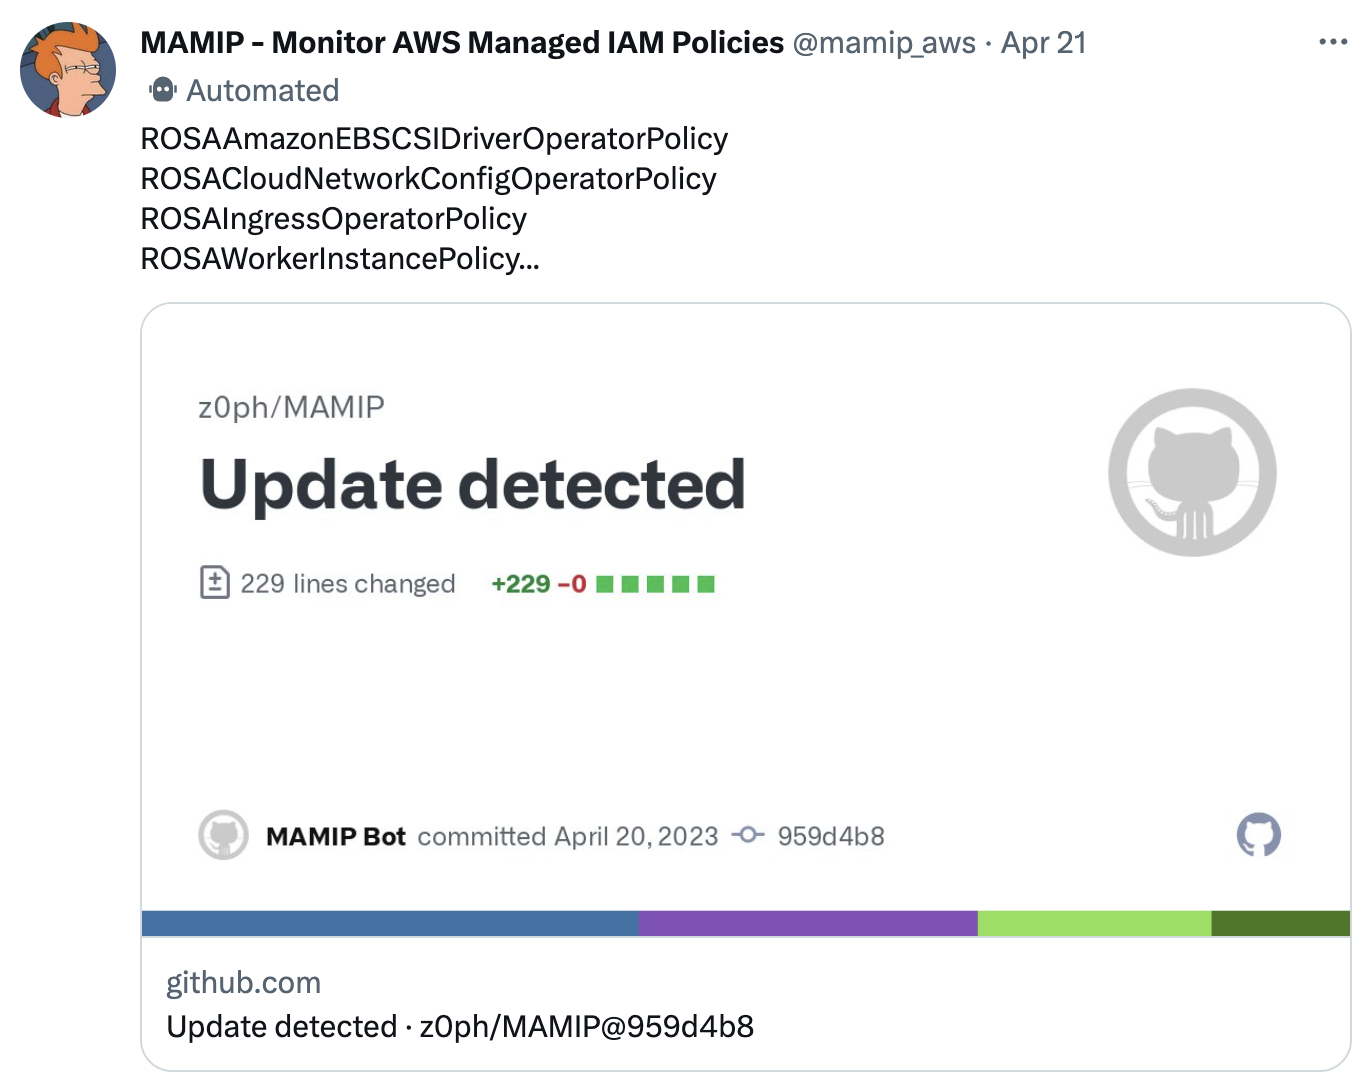 MAMIP - Monitor AWS Managed IAM Policies @mamip_aws · Apr 21
Automated
ROSAAmazonEBSCSIDriverOperatorPolicy
ROSACloudNetworkConfigOperatorPolicy
ROSAIngressOperatorPolicy
ROSAWorkerInstancePolicy...
z0ph/MAMIP
Update detected
229 lines changed +229 −0
MAMIP Bot committed April 20, 2023 959d4b8
github.com
Update detected · z0ph/MAMIP@959d4b8